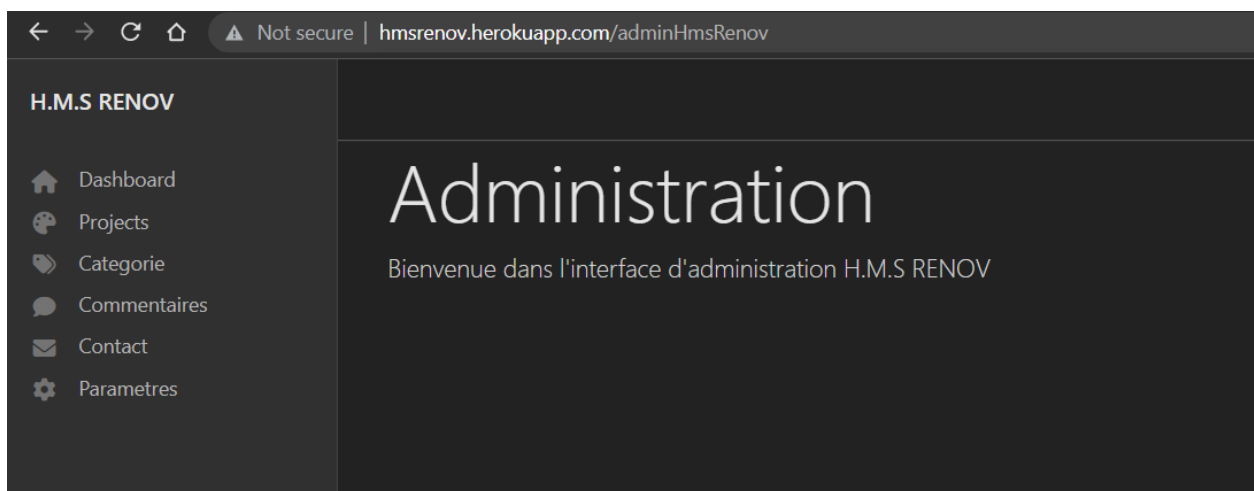 Not secure | hmsrenov.herokuapp.com/adminHmsRenov
H.M.S RENOV
Dashboard
Projects
Categorie
Commentaires
Contact
Parametres
Administration
Bienvenue dans l'interface d'administration H.M.S RENOV